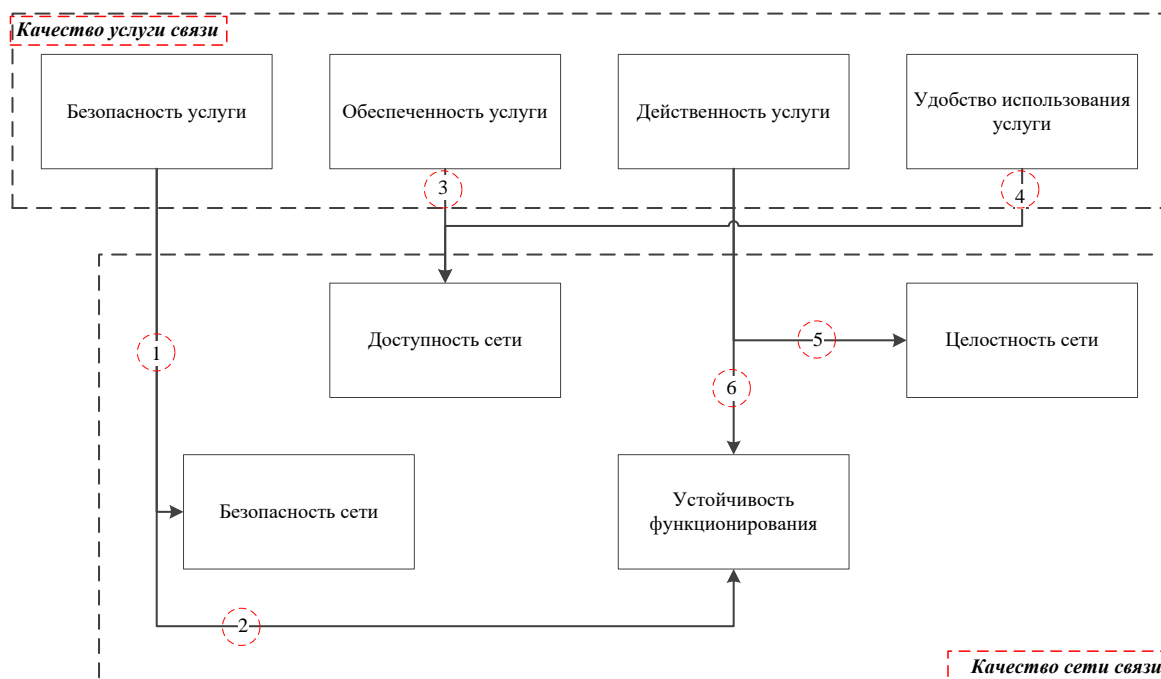 Качество услуги связи
Безопасность услуги
Обеспеченность услуги
Действенность услуги
Удобство использования
услуги
3
4
Доступность сети
Целостность сети
1
5
6
Безопасность сети
Устойчивость
функционирования
2
Качество сети связи